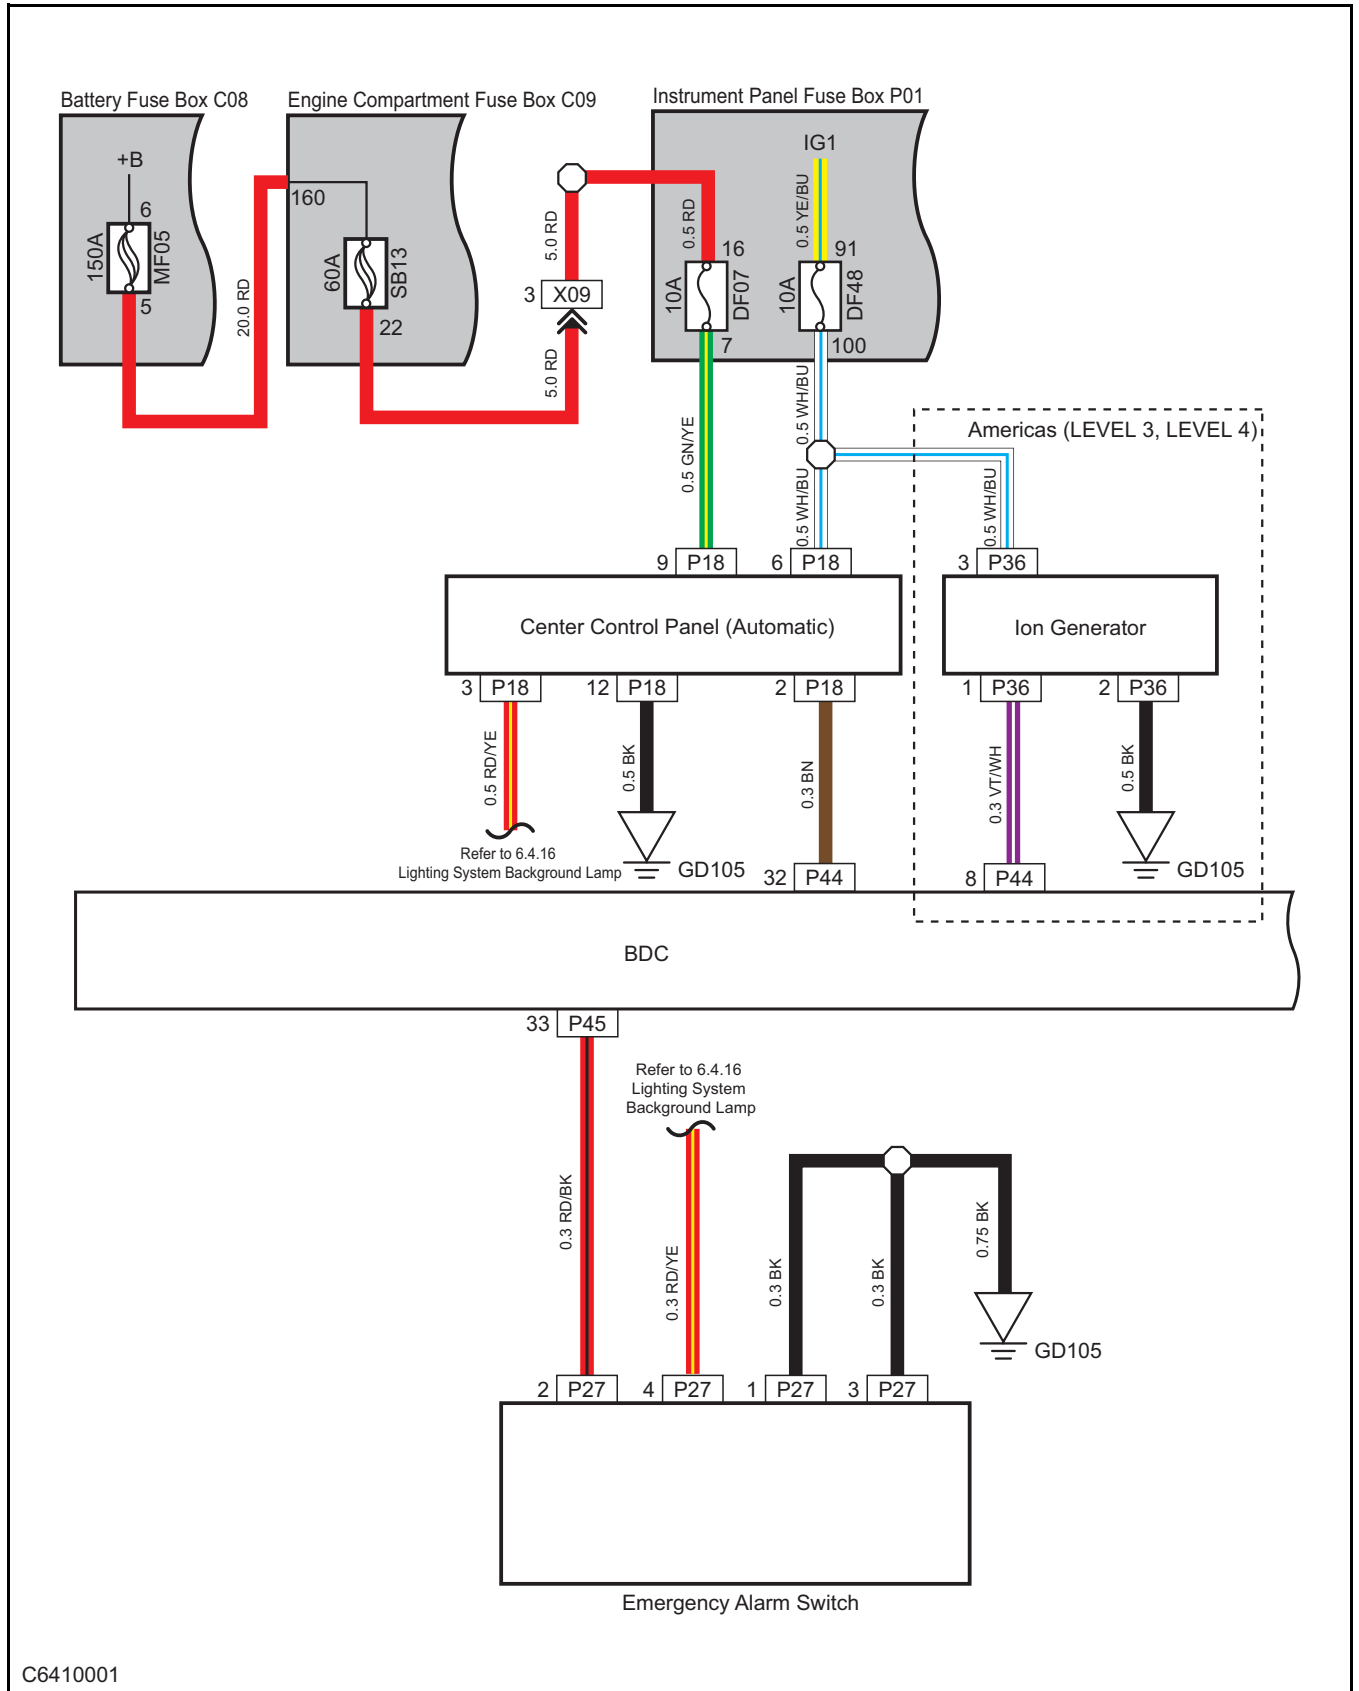 Battery Fuse Box C08
Engine Compartment Fuse Box C09
Instrument Panel Fuse Box P01
+B
6
150A
MF05
5
20.0 RD
160
60A
SB13
22
5.0 RD
3 X09
5.0 RD
0.5 RD
16
10A
DF07
7
IG1
0.5 YE/BU
91
10A
DF48
100
0.5 GN/YE
0.5 WH/BU
0.5 WH/BU
Americas (LEVEL 3, LEVEL 4)
0.5 WH/BU
9 P18
6 P18
3 P36
Center Control Panel (Automatic)
Ion Generator
3 P18
12 P18
2 P18
1 P36
2 P36
0.5 RD/YE
0.5 BK
0.3 BN
0.3 VT/WH
0.5 BK
Refer to 6.4.16
Lighting System Background Lamp
GD105
GD105
32 P44
8 P44
BDC
33 P45
Refer to 6.4.16
Lighting System
Background Lamp
0.3 RD/BK
0.3 RD/YE
0.3 BK
0.3 BK
0.75 BK
GD105
2 P27
4 P27
1 P27
3 P27
Emergency Alarm Switch
C6410001